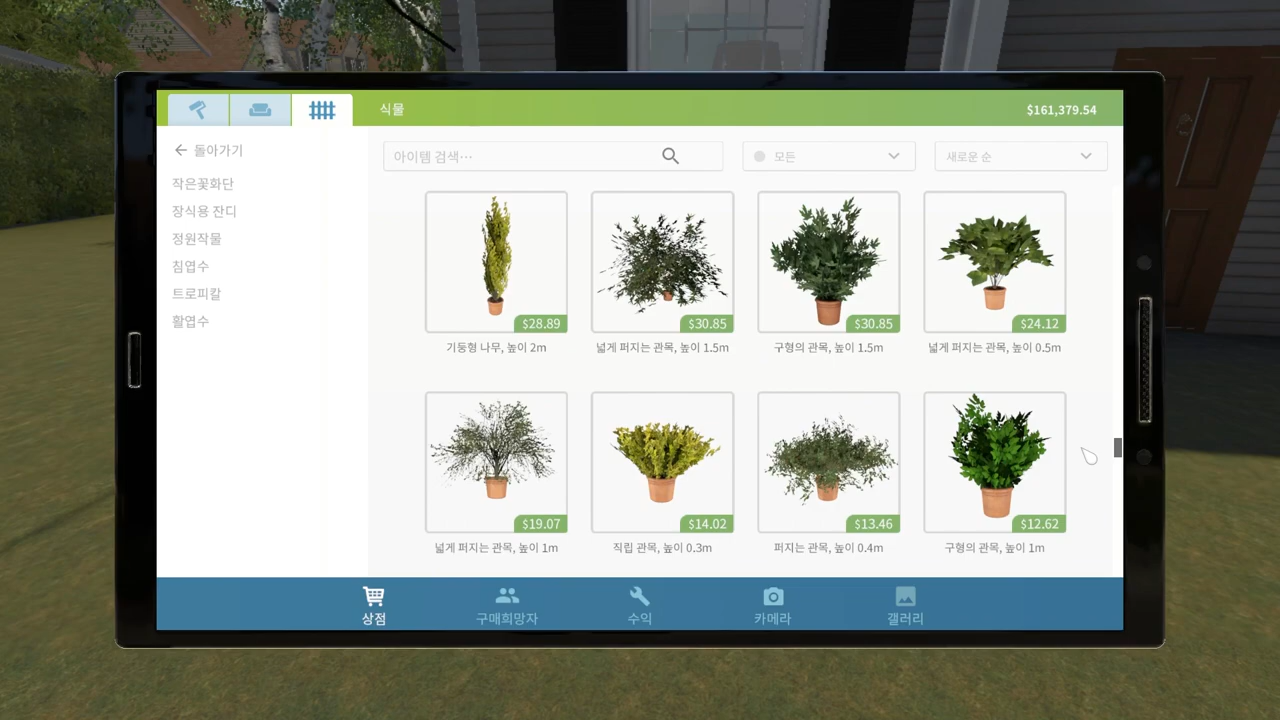 식물
$161,379.54
돌아가기
아이템 검색…
모든
새로운 순
작은꽃화단
장식용 잔디
정원작물
침엽수
트로피칼
활엽수
$28.89
$30.85
$30.85
$24.12
기둥형 나무, 높이 2m
넓게 퍼지는 관목, 높이 1.5m
구형의 관목, 높이 1.5m
넓게 퍼지는 관목, 높이 0.5m
$19.07
$14.02
$13.46
$12.62
넓게 퍼지는 관목, 높이 1m
직립 관목, 높이 0.3m
퍼지는 관목, 높이 0.4m
구형의 관목, 높이 1m
상점
구매희망자
수익
카메라
갤러리